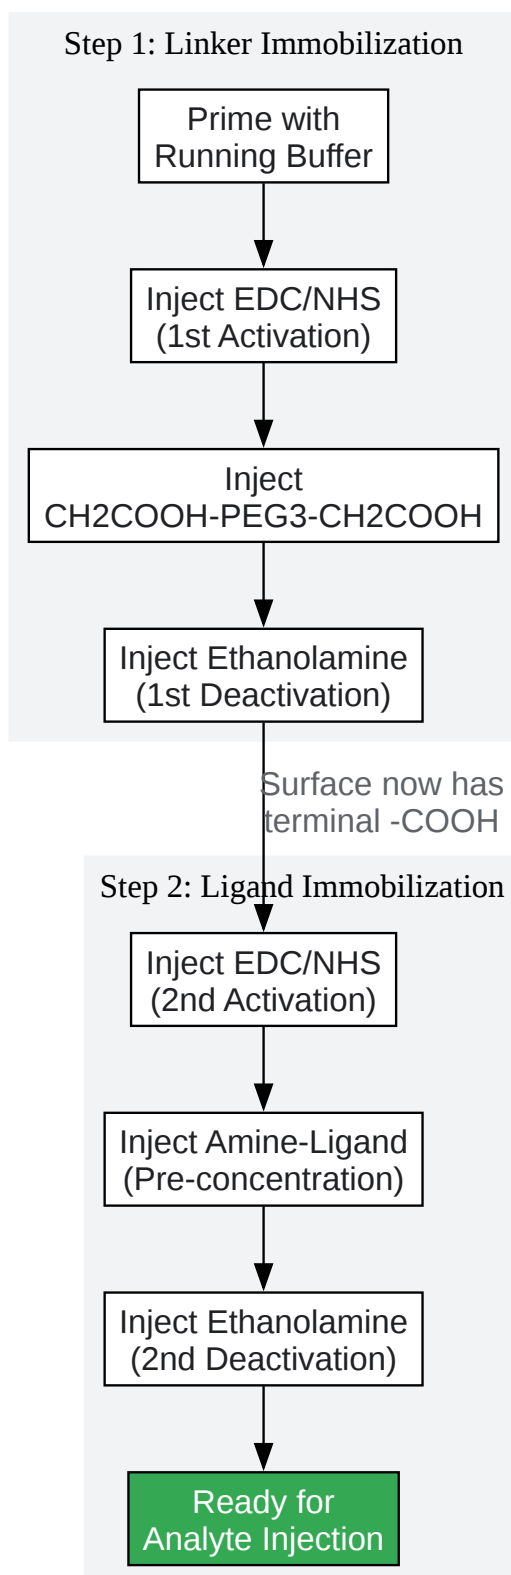 Step 1: Linker Immobilization
Prime with
Running Buffer
Inject EDC/NHS
(1st Activation)
Inject
CH2COOH-PEG3-CH2COOH
Inject Ethanolamine
(1st Deactivation)
Surface now has
terminal -COOH
Step 2: Ligand Immobilization
Inject EDC/NHS
(2nd Activation)
Inject Amine-Ligand
(Pre-concentration)
Inject Ethanolamine
(2nd Deactivation)
Ready for
Analyte Injection